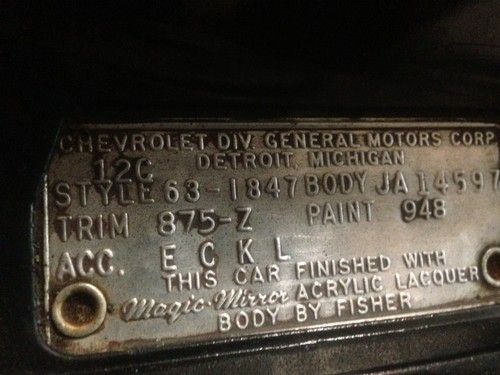 CHEVROLET DIV. GENERAL MOTORS CORP.
12C DETROIT, MICHIGAN
STYLE 63-1847 BODY JA 14597
TRIM 875-Z PAINT 948
ACC. E C K L
THIS CAR FINISHED WITH
Magic-Mirror ACRYLIC LACQUER
BODY BY FISHER